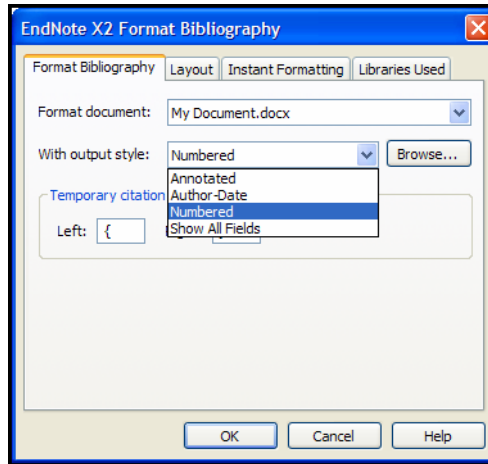 EndNote X2 Format Bibliography
Format Bibliography Layout Instant Formatting Libraries Used
Format document: My Document.docx
With output style: Numbered Browse...
Annotated
Temporary citation Author-Date
Numbered
Left: { Show All Fields
OK Cancel Help